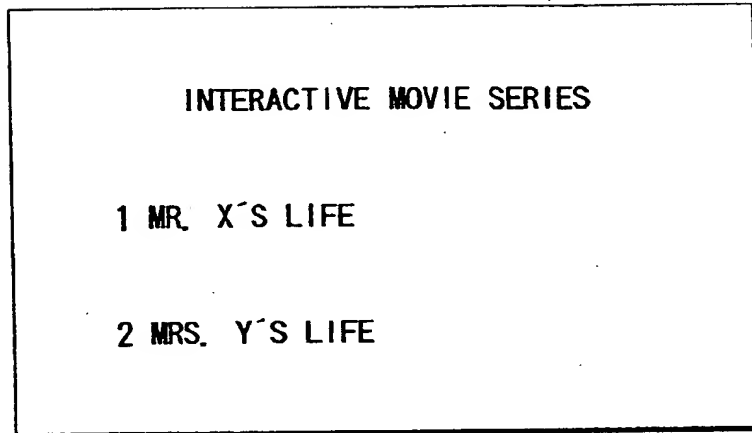 INTERACTIVE MOVIE SERIES
1 MR. X´S LIFE
2 MRS. Y´S LIFE